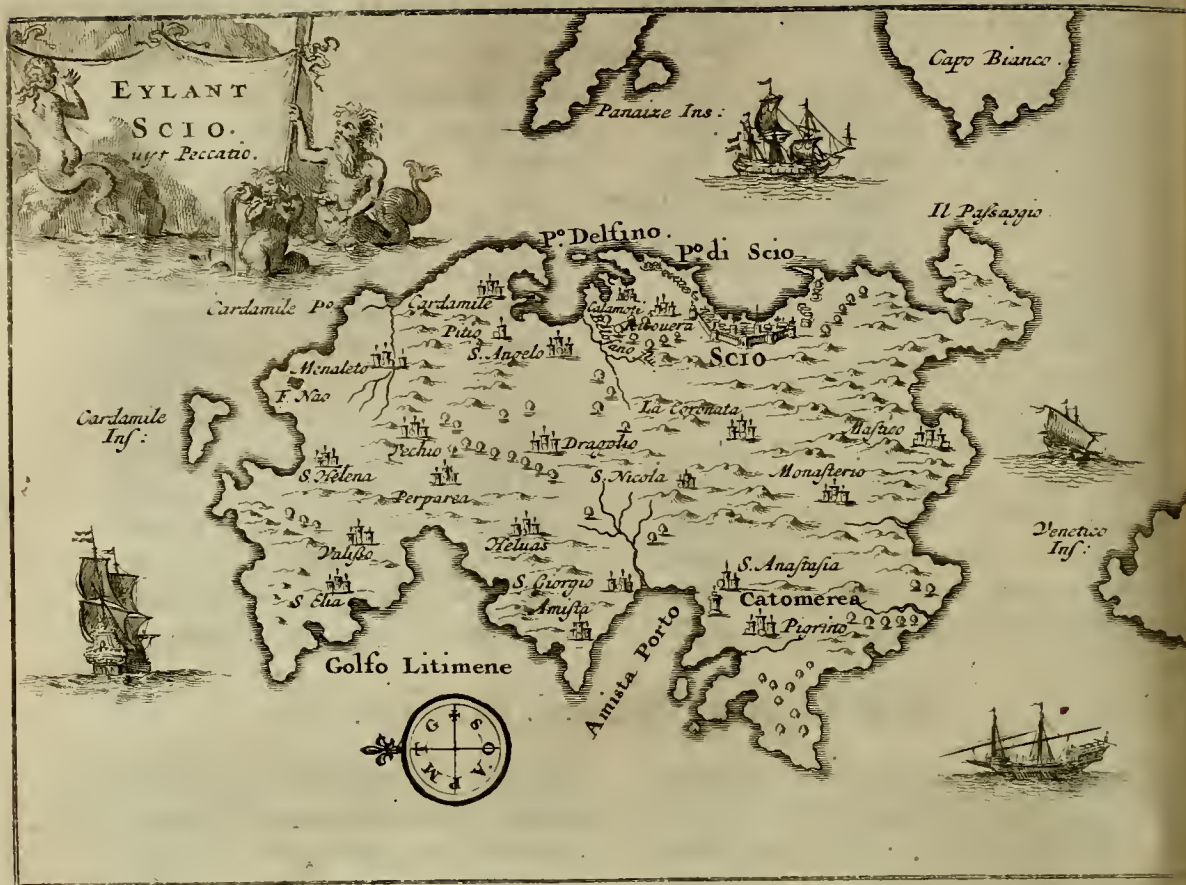 EYLANT
SCIO.
uyt Peccatio.
Capo Bianco.
Panaize Ins:
Il Paſsaggio.
Pº. Delfino.
Pº. di Scio
Cardamile Pº
Cardamile
Calamote
Pitio
S. Angelo
SCIO
Menaleto
F. Nao
Cardamile
Inſ:
La Coronata
Mastico
Pechio
Dragolio
S. Helena
S. Nicola
Monaſterio
Perparea
Valiſso
Heluas
Venetico
Inſ:
S. Elia
S. Giorgio
S. Anaſtasia
Amiſta
Catomerea
Pigrino
Golfo Litimene
Amista Porto
G S O A P M T